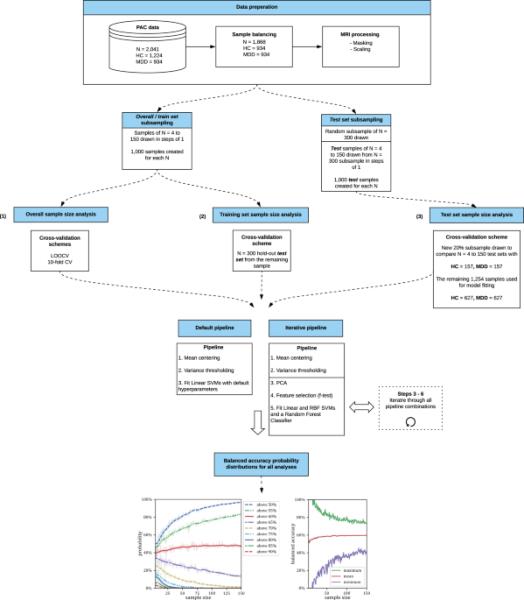 Data preparation
PAC data
N = 2,041
HC = 1,224
MDD = 934
Sample balancing
N = 1,868
HC = 934
MDD = 934
MRI processing
- Masking
- Scaling
Overall / train set
subsampling
Samples of N = 4 to
150 drawn in steps of 1
1,000 samples created
for each N
Test set subsampling
Random subsample of N =
300 drawn
Test samples of N = 4
to 150 drawn from N =
300 subsample in steps
of 1
1,000 test samples
created for each N
(1)
Overall sample size analysis
(2)
Training set sample size analysis
(3)
Test set sample size analysis
Cross-validation
schemes
LOOCV
10-fold CV
Cross-validation
scheme
N = 300 hold-out test
set from the remaining
sample
Cross-validation scheme
New 20% subsample drawn to
compare N = 4 to 150 test sets with
HC = 157, MDD = 157
The remaining 1,254 samples used
for model fitting
HC = 627, MDD = 627
Default pipeline
Iterative pipeline
Pipeline
1. Mean centering
2. Variance thresholding
3. Fit Linear SVMs with default
hyperparameters
Pipeline
1. Mean centering
2. Variance thresholding
3. PCA
4. Feature selection (f-test)
5. Fit Linear and RBF SVMs
and a Random Forest
Classifier
Steps 3 - 6
Iterate through all
pipeline combinations
Balanced accuracy probability
distributions for all analyses
100%
80%
60%
40%
20%
0%
probability
25
50
75
100
125
150
sample size
above 50%
above 55%
above 60%
above 65%
above 70%
above 75%
above 80%
above 85%
above 90%
100%
80%
60%
40%
20%
0%
balanced accuracy
50
100
150
sample size
maximum
mean
minimum